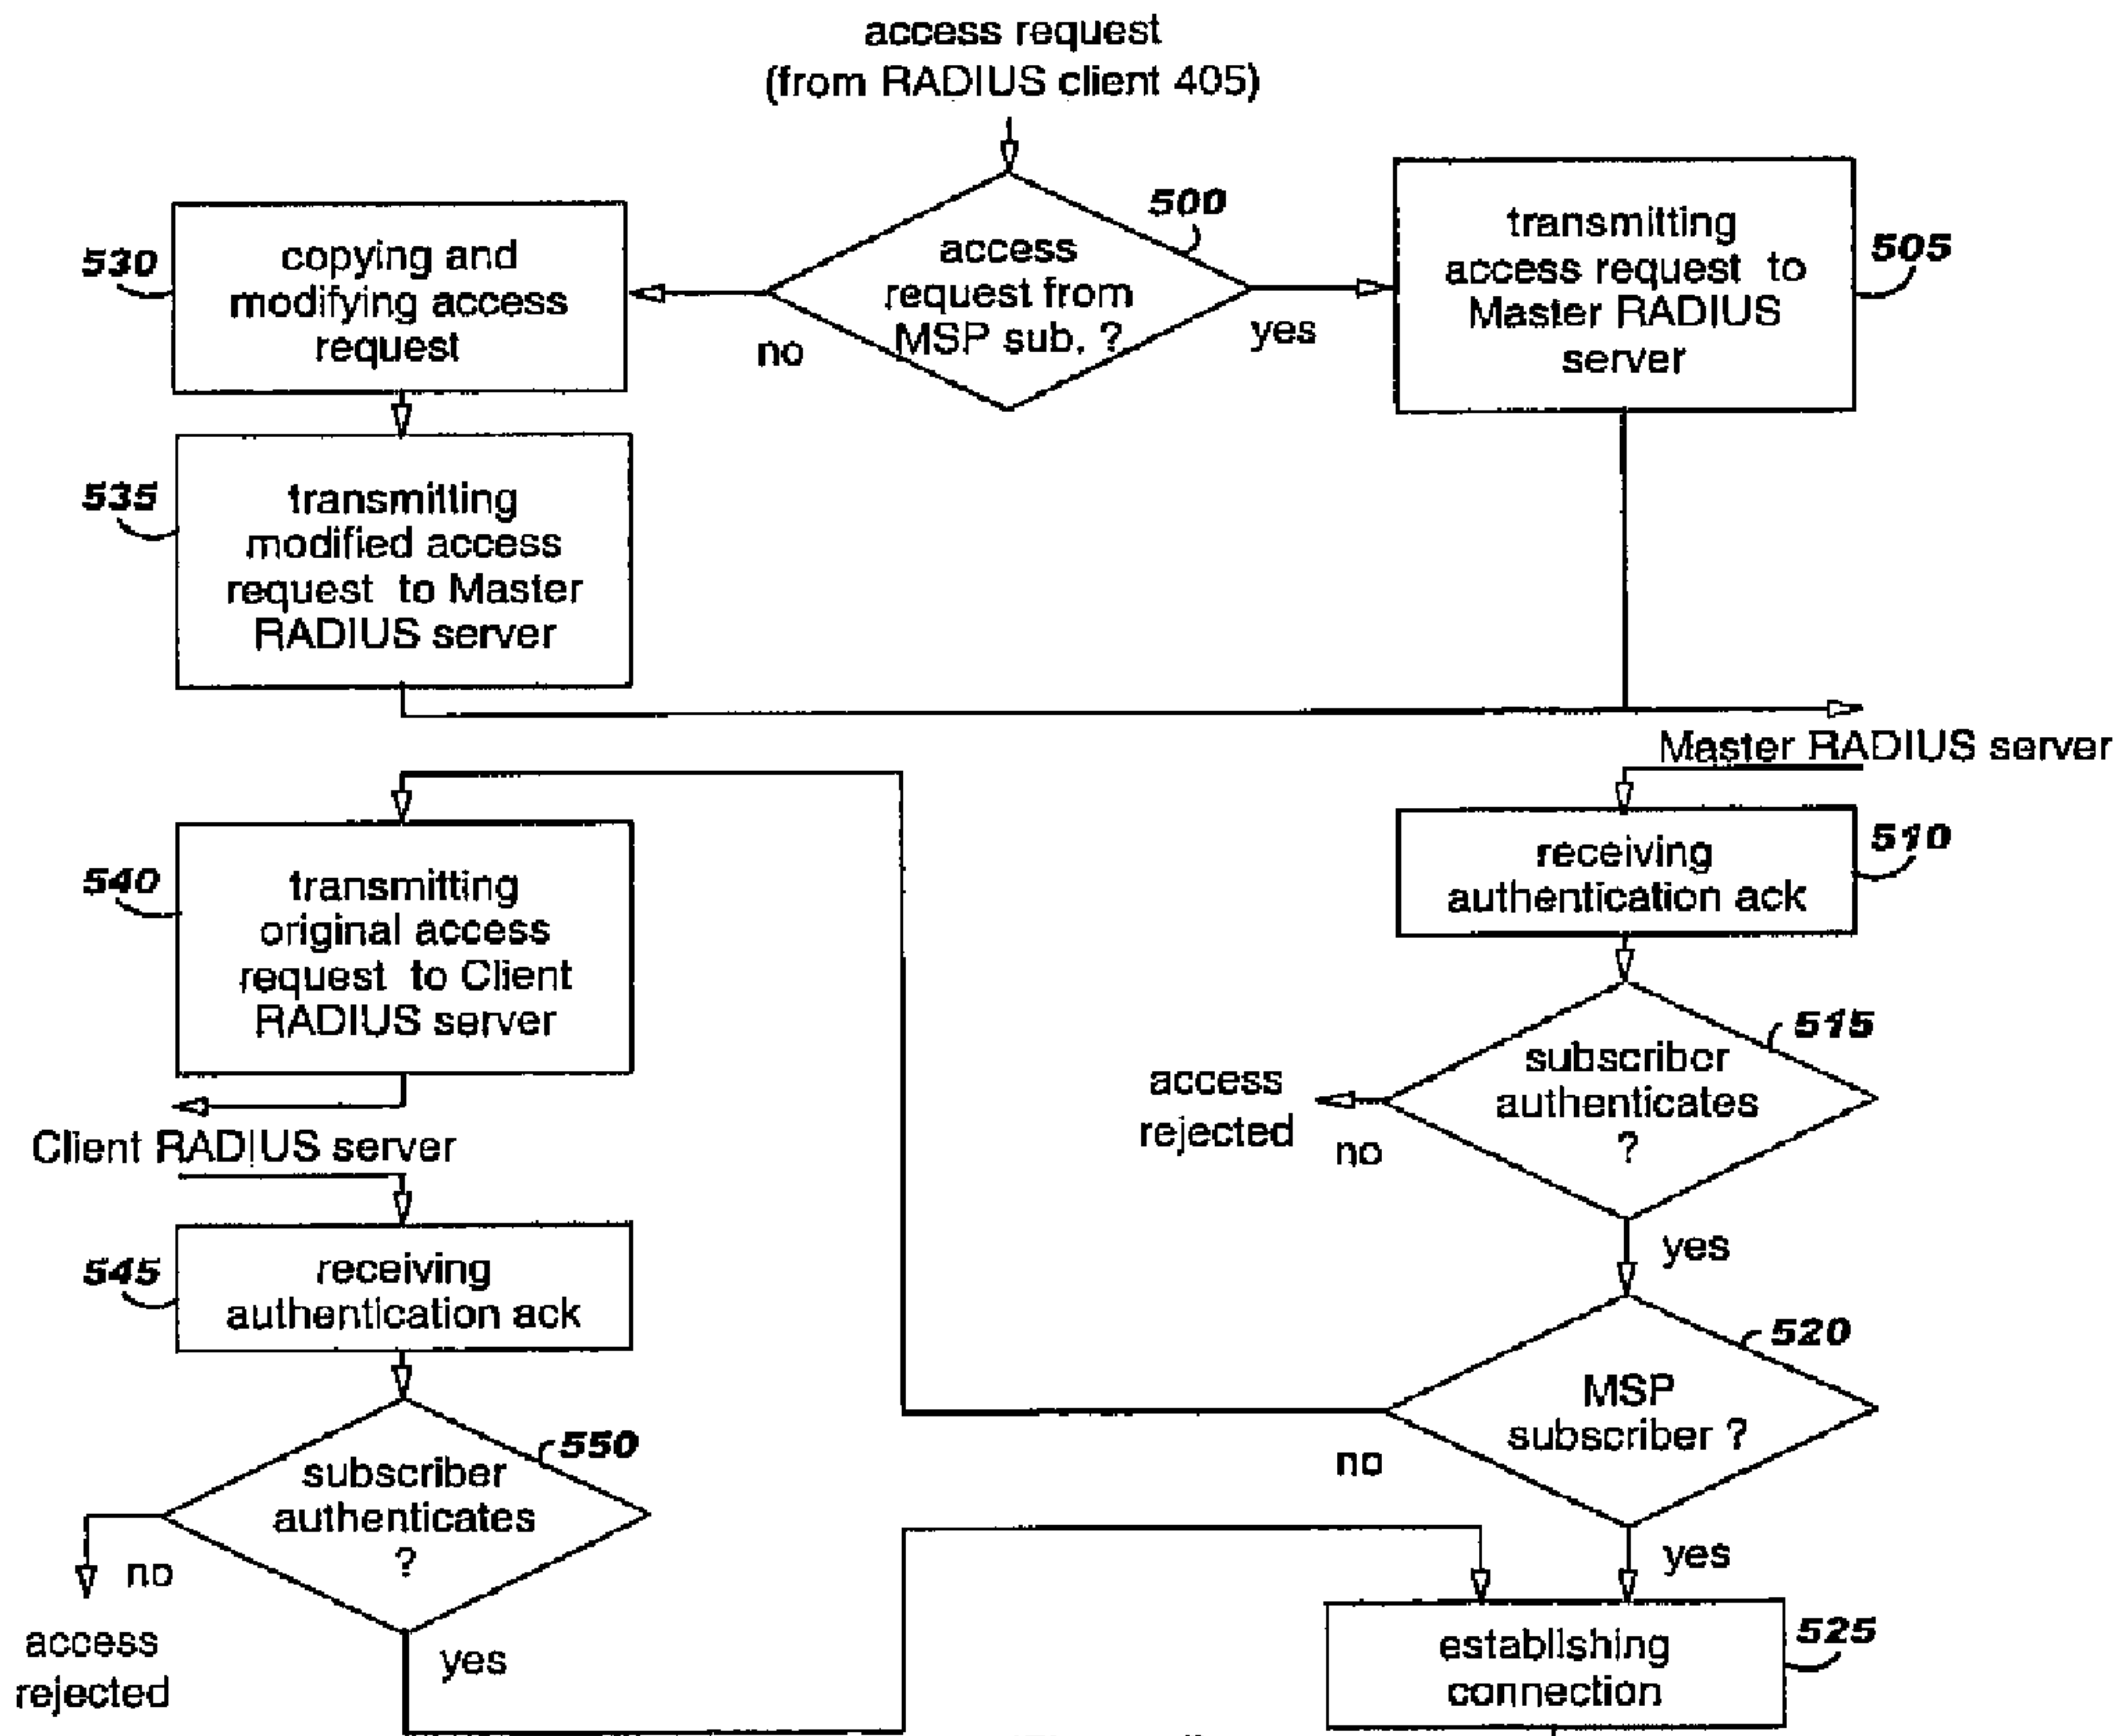 access request
(from RADIUS client 405)
500
access
request from
MSP sub. ?
no
yes
530
copying and
modifying access
request
transmitting
access request to
Master RADIUS
server
505
535
transmitting
modified access
request to Master
RADIUS server
Master RADIUS server
540
transmitting
original access
request to Client
RADIUS server
receiving
authentication ack
510
515
subscriber
authenticates
?
access
rejected
no
yes
Client RADIUS server
545
receiving
authentication ack
520
MSP
subscriber ?
no
yes
550
subscriber
authenticates
?
no
access
rejected
yes
establishing
connection
525